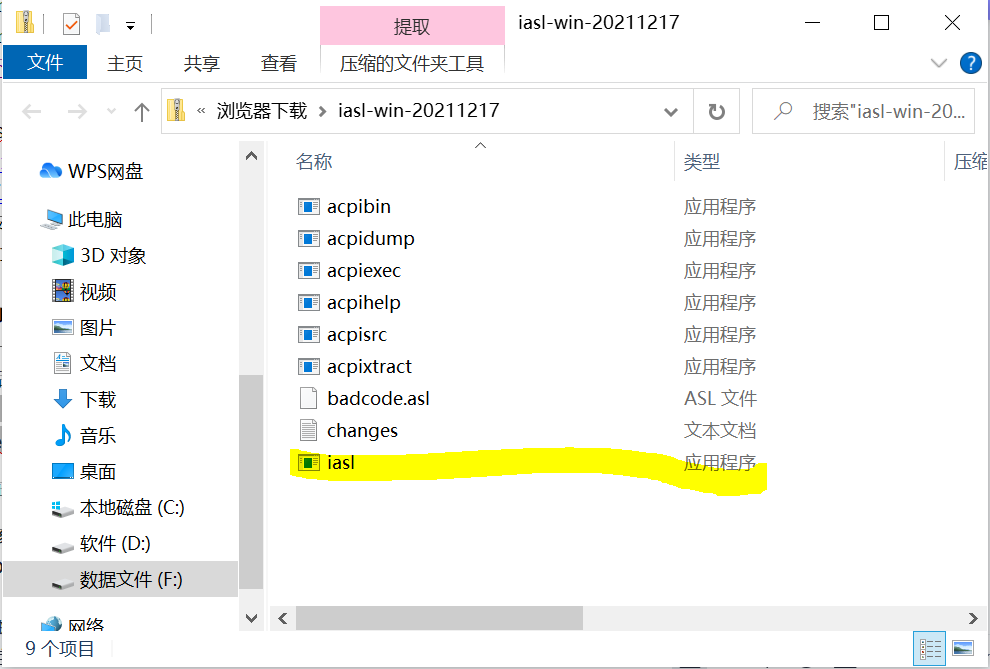 提取
iasl-win-20211217
文件
主页
共享
查看
压缩的文件夹工具
?
« 浏览器下载 › iasl-win-20211217
搜索"iasl-win-20...
WPS网盘
此电脑
3D 对象
视频
图片
文档
下载
音乐
桌面
本地磁盘 (C:)
软件 (D:)
数据文件 (F:)
网络
名称 类型 压缩
acpibin 应用程序
acpidump 应用程序
acpiexec 应用程序
acpihelp 应用程序
acpisrc 应用程序
acpixtract 应用程序
badcode.asl ASL 文件
changes 文本文档
iasl 应用程序
9 个项目